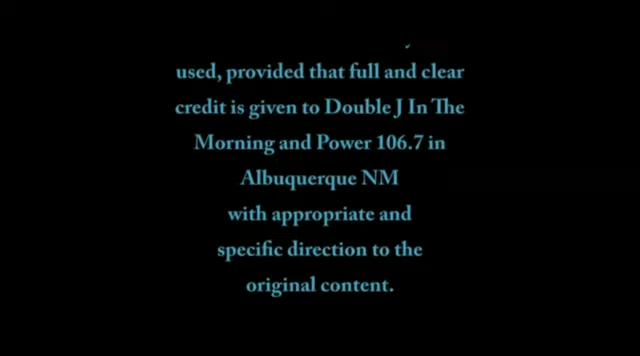 used, provided that full and clear
credit is given to Double J In The
Morning and Power 106.7 in
Albuquerque NM
with appropriate and
specific direction to the
original content.